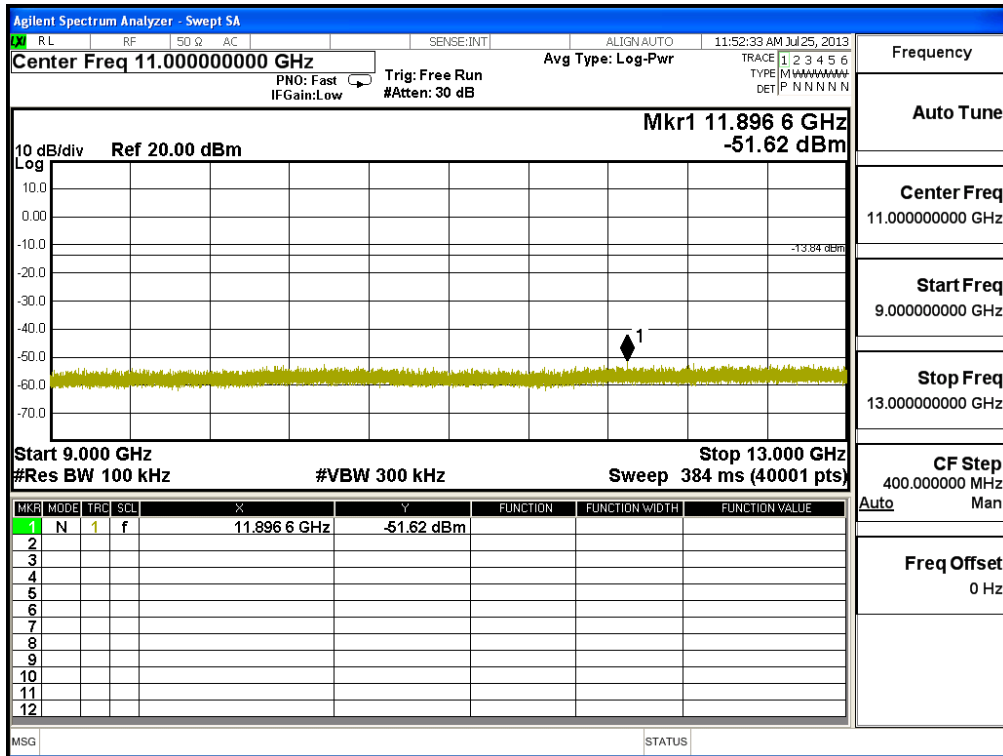 Agilent Spectrum Analyzer - Swept SA
LXI RL RF 50 Ω AC SENSE:INT ALIGN AUTO 11:52:33 AM Jul 25, 2013
Center Freq 11.000000000 GHz Avg Type: Log-Pwr TRACE 1 2 3 4 5 6
PNO: Fast Trig: Free Run TYPE M WWWWW
IFGain:Low #Atten: 30 dB DET P N N N N N
Mkr1 11.896 6 GHz
-51.62 dBm
10 dB/div Ref 20.00 dBm
Log
10.0
0.00
-10.0
-13.84 dBm
-20.0
-30.0
-40.0
1
-50.0
-60.0
-70.0
Start 9.000 GHz Stop 13.000 GHz
#Res BW 100 kHz #VBW 300 kHz Sweep 384 ms (40001 pts)
MKR MODE TRC SCL X Y FUNCTION FUNCTION WIDTH FUNCTION VALUE
1 N 1 f 11.896 6 GHz -51.62 dBm
2
3
4
5
6
7
8
9
10
11
12
MSG STATUS
Frequency
Auto Tune
Center Freq
11.000000000 GHz
Start Freq
9.000000000 GHz
Stop Freq
13.000000000 GHz
CF Step
400.000000 MHz
Auto Man
Freq Offset
0 Hz